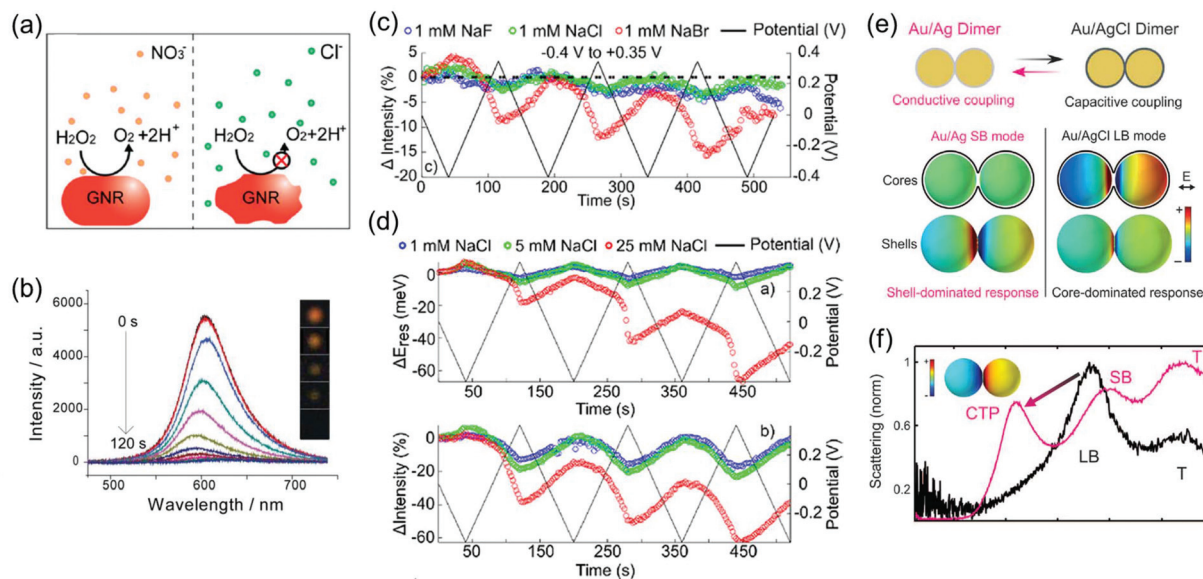 (a)
NO₃⁻
Cl⁻
H₂O₂ O₂ +2H⁺
GNR
H₂O₂ O₂+2H⁺
GNR
(b)
Intensity / a.u.
6000
4000
2000
0
0 s
120 s
500 600 700
Wavelength / nm
(c)
1 mM NaF 1 mM NaCl 1 mM NaBr Potential (V)
-0.4 V to +0.35 V
Δ Intensity (%)
5
0
-5
-10
-15
-20
0.4
0.2
0
-0.2
-0.4
Potential (V)
c)
0 100 200 300 400 500
Time (s)
(d)
1 mM NaCl 5 mM NaCl 25 mM NaCl Potential (V)
a)
ΔEres (meV)
0
-20
-40
-60
0.2
0
-0.2
Potential (V)
50 150 250 350 450
Time (s)
b)
ΔIntensity (%)
0
-20
-40
-60
0.2
0
-0.2
Potential (V)
50 150 250 350 450
Time (s)
(e)
Au/Ag Dimer Au/AgCl Dimer
Conductive coupling Capacitive coupling
Au/Ag SB mode Au/AgCl LB mode
Cores
E
+
−
Shells
Shell-dominated response Core-dominated response
(f)
Scattering (norm)
1
0.8
0.6
0.4
0.2
+
-
CTP
LB
SB
T
T